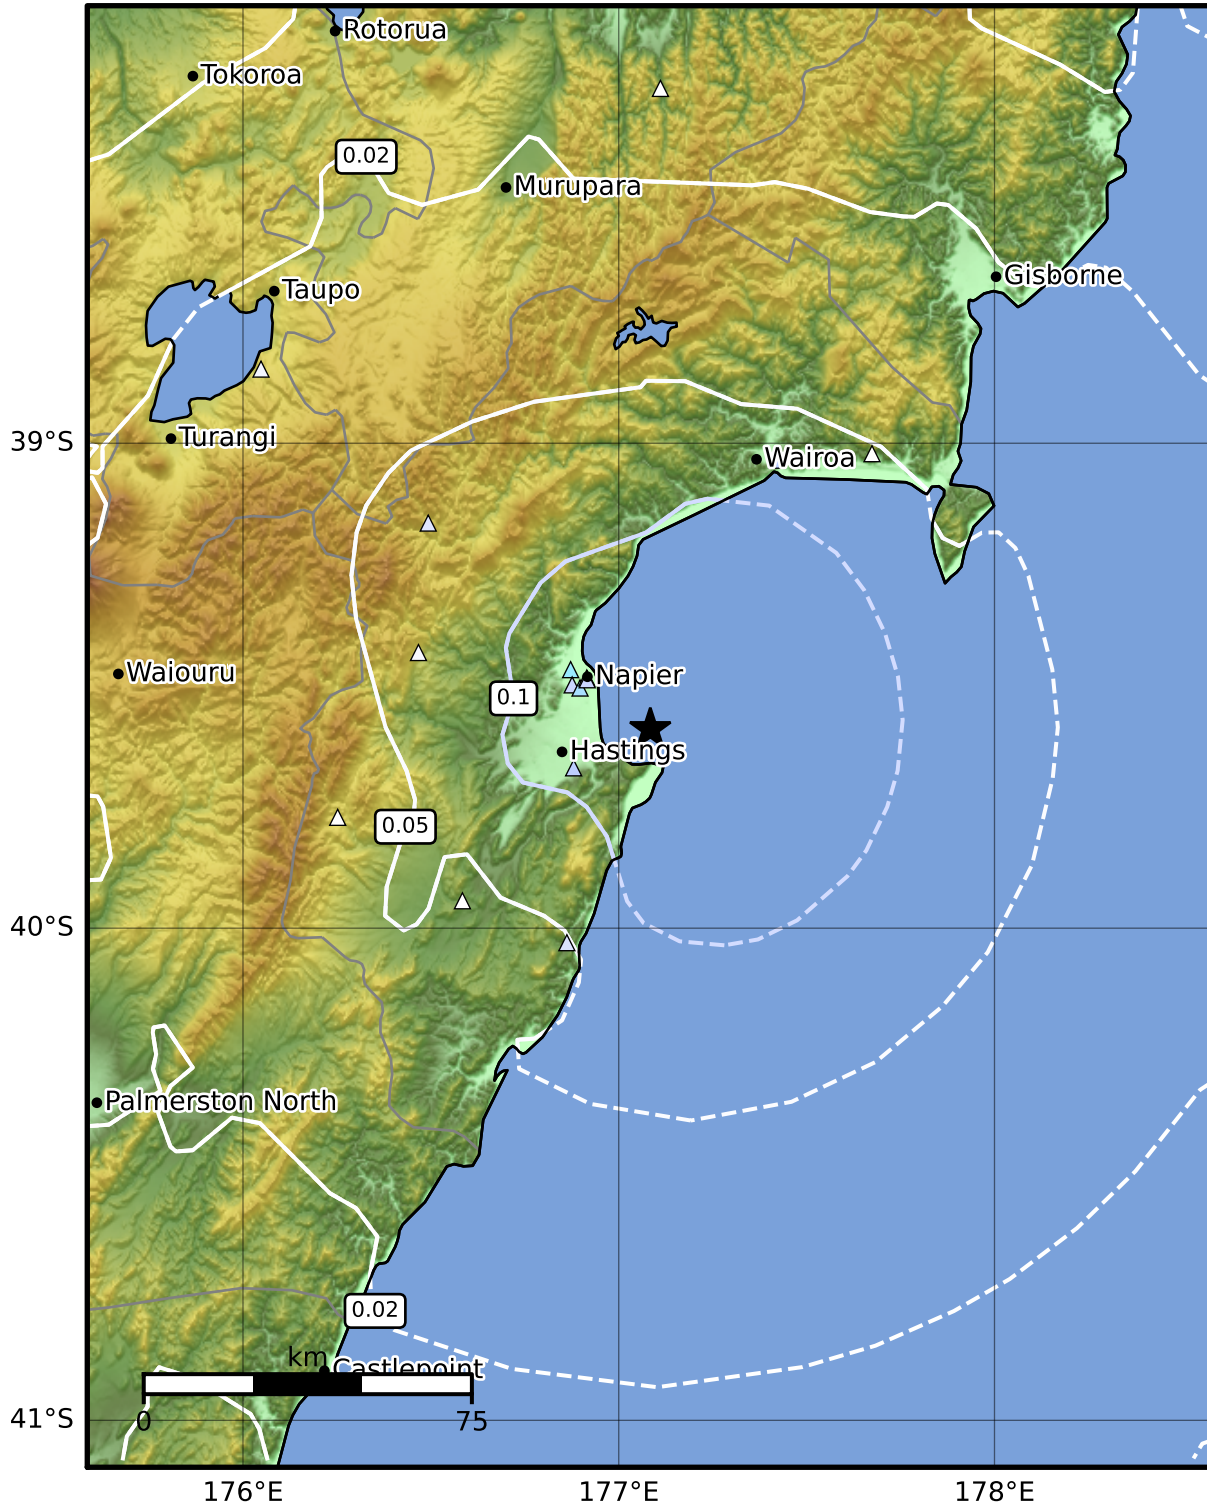 Rotorua
Tokoroa
0.02
Murupara
Gisborne
Taupo
Turangi
39°S
Wairoa
Waiouru
Napier
0.1
Hastings
0.05
40°S
Palmerston North
0.02
km
Castlepoint
0
75
41°S
176°E
177°E
178°E